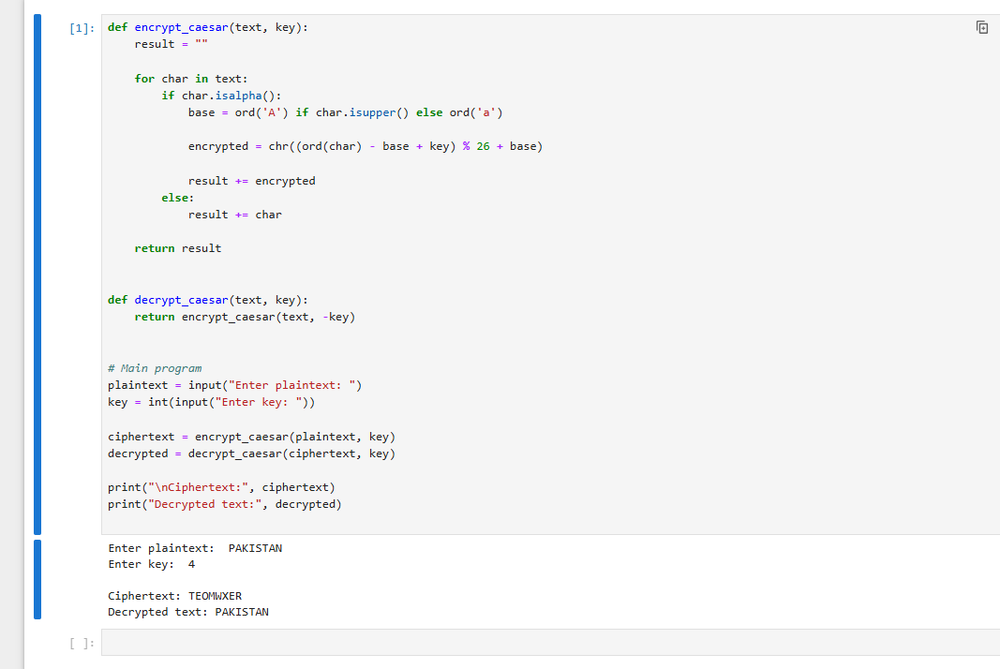 [1]: def encrypt_caesar(text, key):
    result = ""

    for char in text:
        if char.isalpha():
            base = ord('A') if char.isupper() else ord('a')

            encrypted = chr((ord(char) - base + key) % 26 + base)

            result += encrypted
        else:
            result += char

    return result


def decrypt_caesar(text, key):
    return encrypt_caesar(text, -key)


# Main program
plaintext = input("Enter plaintext: ")
key = int(input("Enter key: "))

ciphertext = encrypt_caesar(plaintext, key)
decrypted = decrypt_caesar(ciphertext, key)

print("\nCiphertext:", ciphertext)
print("Decrypted text:", decrypted)

Enter plaintext:  PAKISTAN
Enter key:  4

Ciphertext: TEOMWXER
Decrypted text: PAKISTAN
[ ]: